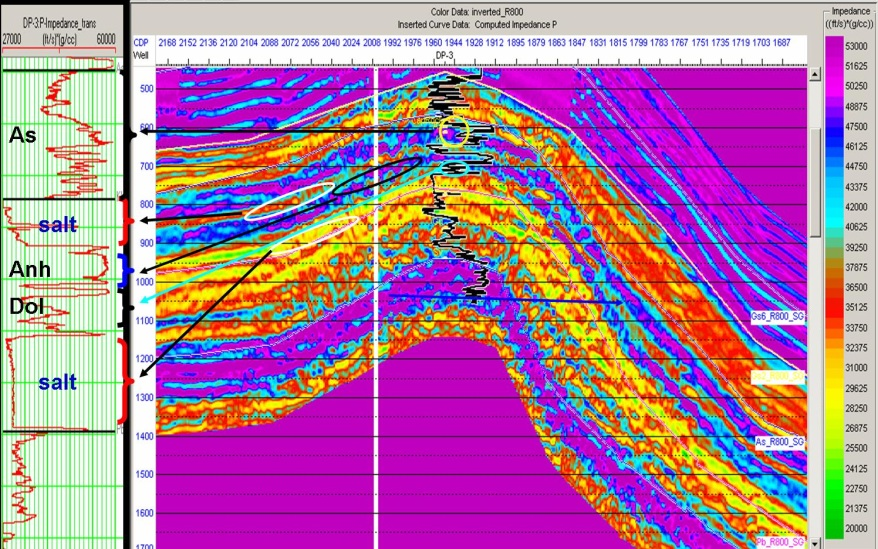 DP-3:P-Impedance_trans
27000 (ft/s)*(g/cc) 60000
As
salt
Anh
Dol
salt
Color Data: inverted_R800
Inserted Curve Data: Computed Impedance P
CDP 2168 2152 2136 2120 2104 2088 2072 2056 2040 2024 2008 1992 1976 1960 1944 1928 1912 1895 1879 1863 1847 1831 1815 1799 1783 1767 1751 1735 1719 1703 1687
Well DP-3
500
600
700
800
900
1000
1100
1200
1300
1400
1500
1600
1700
Gs6_R800_SG
As_R800_SG
Pb_R800_SG
Impedance
((ft/s)*(g/cc))
53000
51625
50250
48875
47500
46125
44750
43375
42000
40625
39250
37875
36500
35125
33750
32375
31000
29625
28250
26875
25500
24125
22750
21375
20000